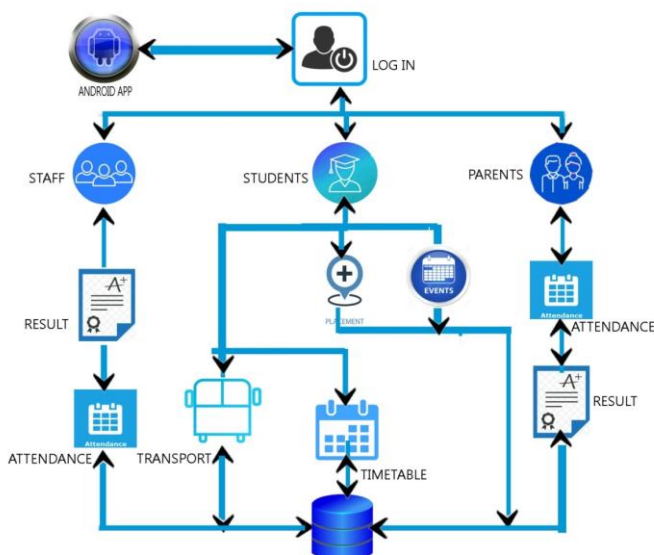 LOG IN
ANDROID APP
STAFF
STUDENTS
PARENTS
A+
EVENTS
PLACEMENT
RESULT
Attendance
ATTENDANCE
A+
RESULT
Attendance
ATTENDANCE
TRANSPORT
TIMETABLE